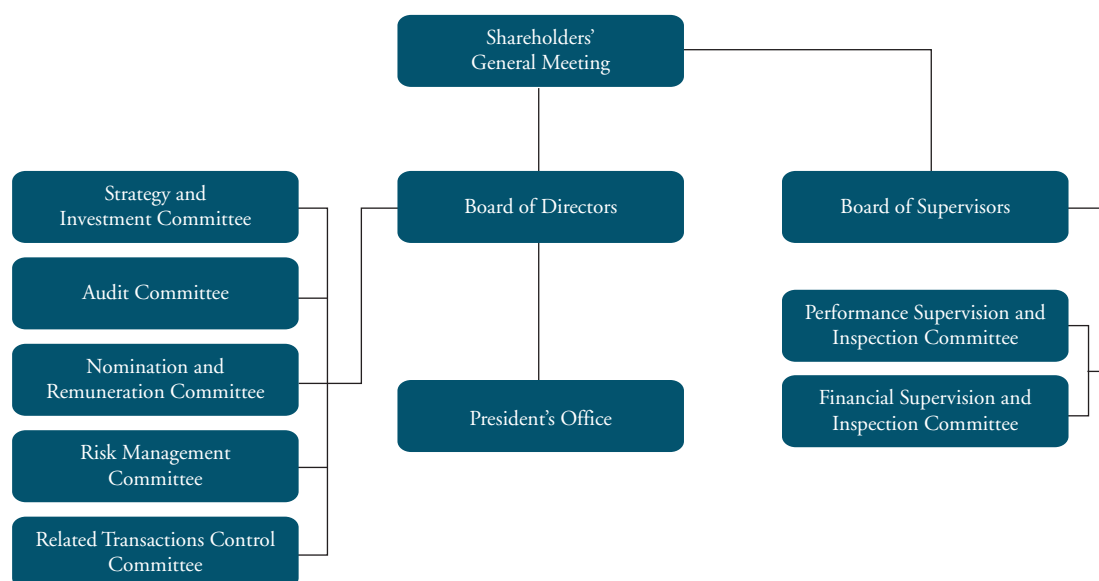 Shareholders’
General Meeting
Strategy and
Investment Committee
Board of Directors
Board of Supervisors
Audit Committee
Performance Supervision and
Inspection Committee
Nomination and
Remuneration Committee
President’s Office
Financial Supervision and
Inspection Committee
Risk Management
Committee
Related Transactions Control
Committee